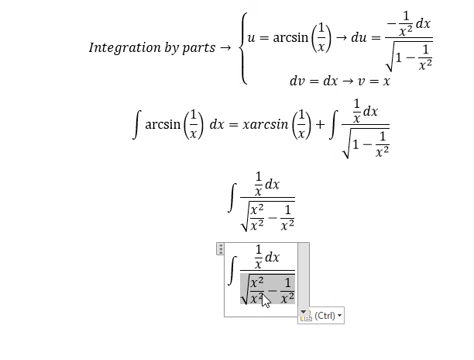 Integration by parts → { u = arcsin(1/x) → du = (−1/x² dx)/√(1 − 1/x²)
dv = dx → v = x
∫ arcsin(1/x) dx = xarcsin(1/x) + ∫ (1/x dx)/√(1 − 1/x²)
∫ (1/x dx)/√(x²/x² − 1/x²)
∫ (1/x dx)/√(x²/x² − 1/x²)
(Ctrl)